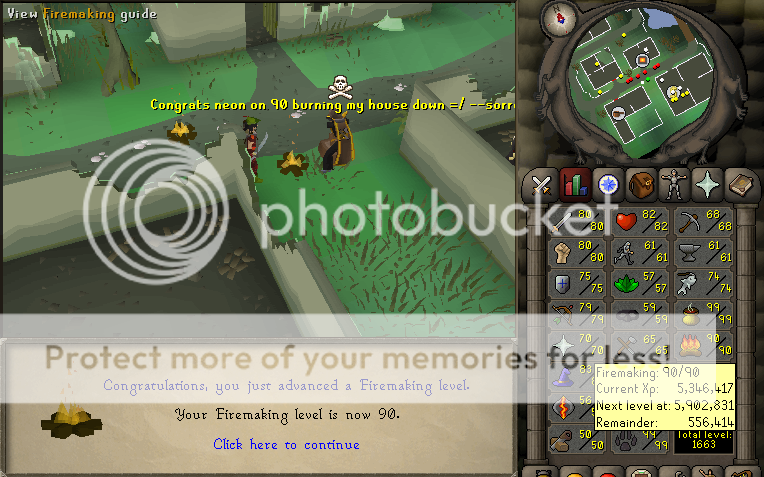 View Firemaking guide
Congrats neon on 90 burning my house down =/ --sorr
photobucket
Protect more of your memories for less!
Congratulations, you just advanced a Firemaking level.
Your Firemaking level is now 90.
Click here to continue
80 80 82 82 68 68
80 80 61 61 61 61
75 75 57 57 74 74
79 79 59 99 99
70 70 65 65 90 90
Firemaking: 90/90
Current Xp: 5,346,417
Next level at: 5,902,831
Remainder: 556,414
50 50
Total level:
1663